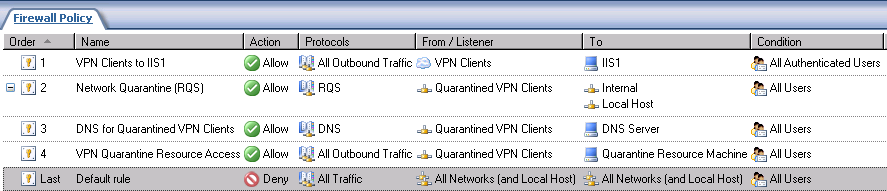 Firewall Policy
Order Name Action Protocols From / Listener To Condition
1 VPN Clients to IIS1 Allow All Outbound Traffic VPN Clients IIS1 All Authenticated Users
2 Network Quarantine (RQS) Allow RQS Quarantined VPN Clients Internal All Users
Local Host
3 DNS for Quarantined VPN Clients Allow DNS Quarantined VPN Clients DNS Server All Users
4 VPN Quarantine Resource Access Allow All Outbound Traffic Quarantined VPN Clients Quarantine Resource Machine All Users
Last Default rule Deny All Traffic All Networks (and Local Host) All Networks (and Local Host) All Users